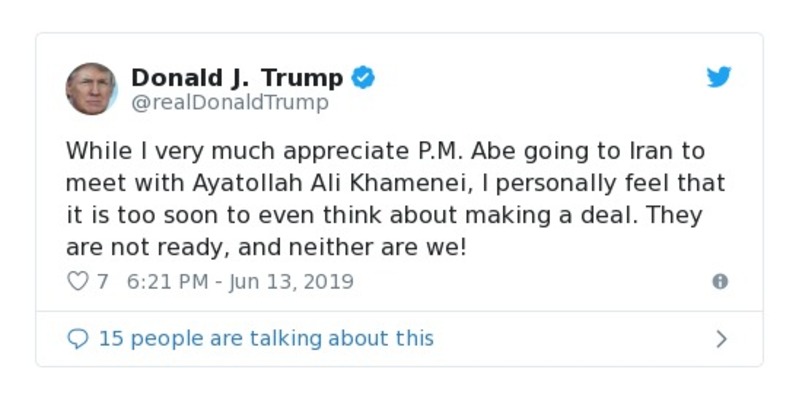 Donald J. Trump
@realDonaldTrump
While I very much appreciate P.M. Abe going to Iran to
meet with Ayatollah Ali Khamenei, I personally feel that
it is too soon to even think about making a deal. They
are not ready, and neither are we!
7 6:21 PM - Jun 13, 2019
15 people are talking about this